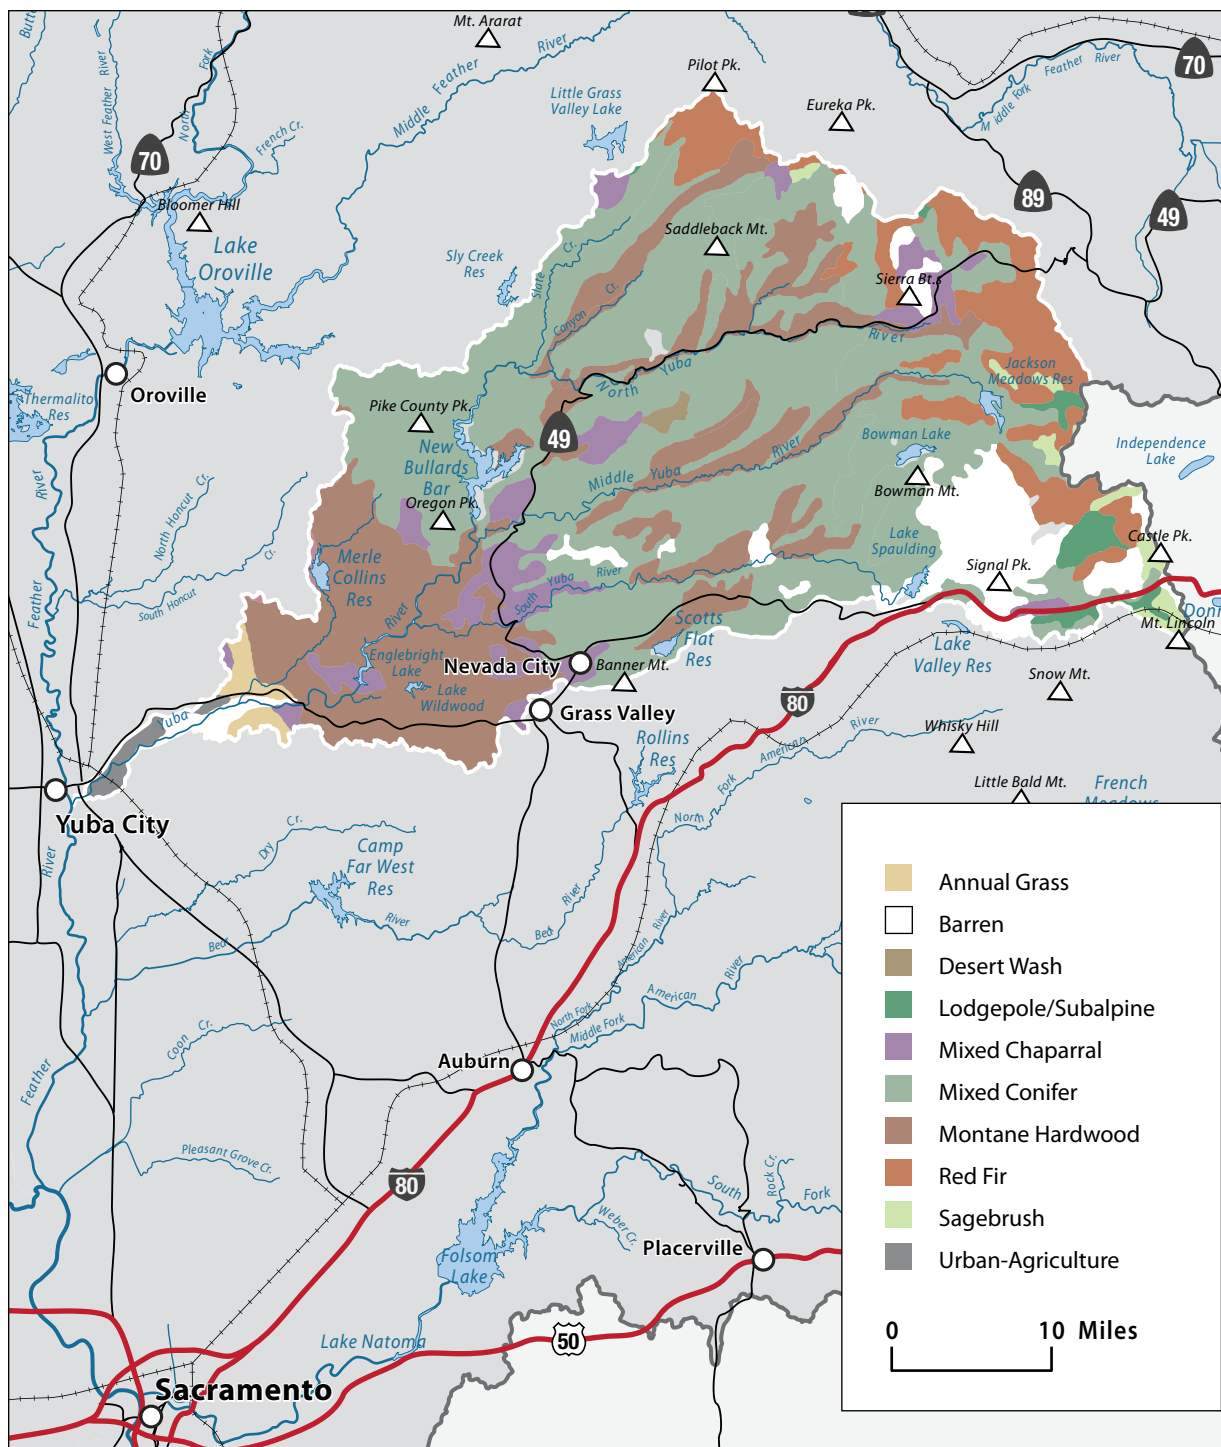 Mt. Ararat
Butte
West Feather River
North
Fork
French Cr.
Middle Feather River
Pilot Pk.
Little Grass
Valley Lake
Eureka Pk.
Middle Fork
Feather River
70
70
89
49
Bloomer Hill
Lake
Oroville
Sly Creek
Res
Slate
Cr.
Canyon
Cr.
Saddleback Mt.
Sierra Bt.s
River
Yuba
North
Jackson
Meadows Res
Oroville
Thermalito
Res
Pike County Pk.
New
Bullards
Bar
49
Oregon Pk.
Middle Yuba River
Bowman Lake
Bowman Mt.
Independence
Lake
River
North Honcut Cr.
South Honcut
Cr.
Feather
Merle
Collins
Res
River
South Yuba River
Lake
Spaulding
Signal Pk.
Castle Pk.
Mt. Lincoln
Englebright
Lake
Lake
Wildwood
Nevada City
Banner Mt.
Scotts
Flat
Res
Lake
Valley Res
Snow Mt.
Yuba
Grass Valley
80
Rollins
Res
North Fork American River
Whisky Hill
Little Bald Mt.
French
Meadows
Yuba City
River
Dry Cr.
Camp
Far West
Res
Bear River
Bear River
American River
North Fork
Middle Fork American River
Coon Cr.
Feather
Auburn
Pleasant Grove Cr.
80
South Fork
Rock Cr.
Weber Cr.
Placerville
Folsom
Lake
Lake Natoma
50
Sacramento
Annual Grass
Barren
Desert Wash
Lodgepole/Subalpine
Mixed Chaparral
Mixed Conifer
Montane Hardwood
Red Fir
Sagebrush
Urban-Agriculture
0 10 Miles